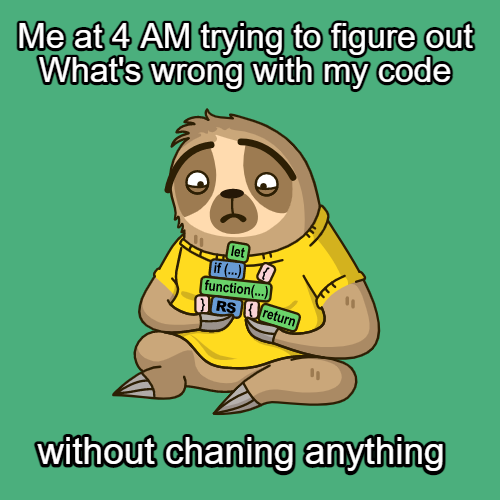 Me at 4 AM trying to figure out
What's wrong with my code
let
if (...) {
function(...)
} RS { return
without chaning anything